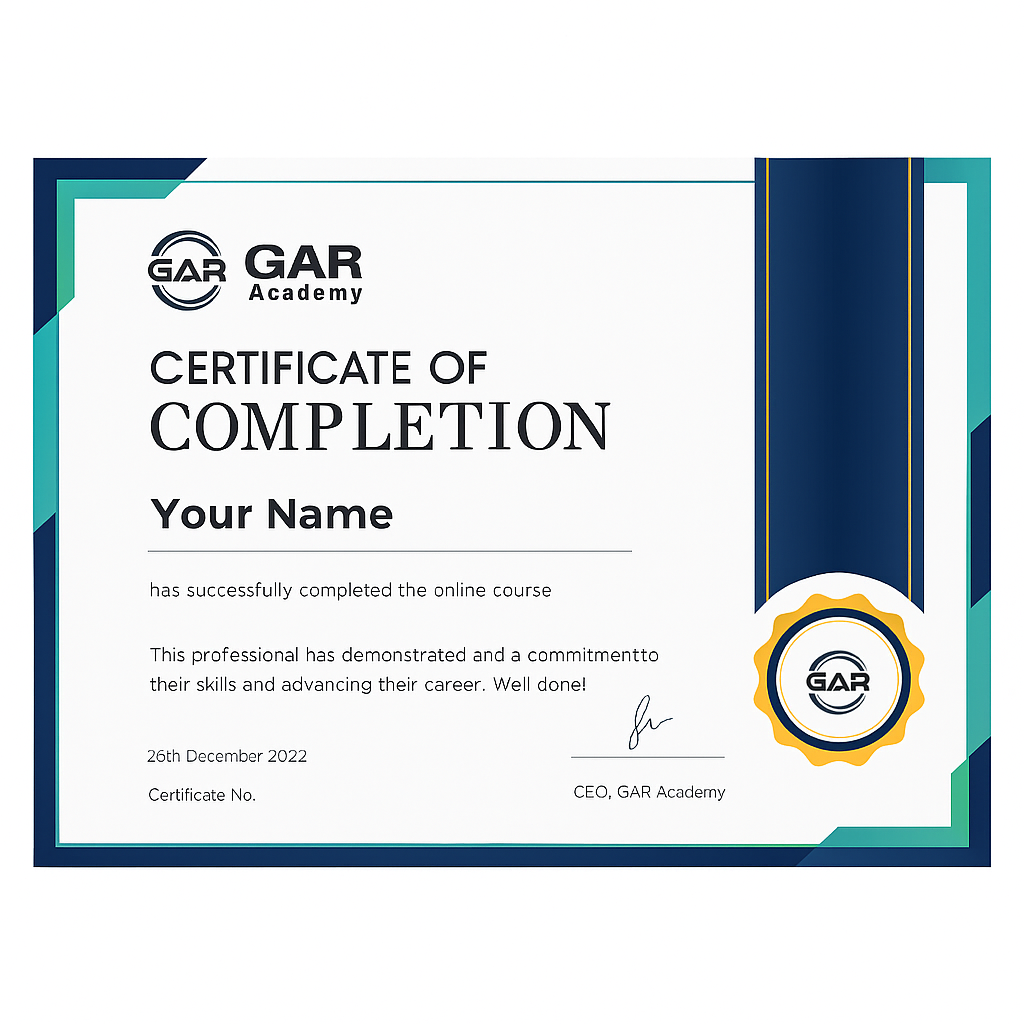 GAR
GAR
Academy
CERTIFICATE OF
COMPLETION
Your Name
has successfully completed the online course
This professional has demonstrated and a commitmentto
their skills and advancing their career. Well done!
26th December 2022
Certificate No.
CEO, GAR Academy
GAR